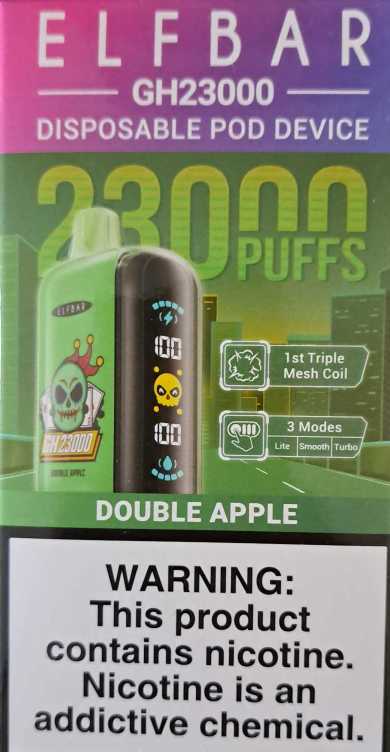 ELFBAR
GH23000
DISPOSABLE POD DEVICE
23000
PUFFS
ELFBAR
100
1st Triple
Mesh Coil
100
3 Modes
Lite Smooth Turbo
GH23000
DOUBLE APPLE
DOUBLE APPLE
WARNING:
This product
contains nicotine.
Nicotine is an
addictive chemical.